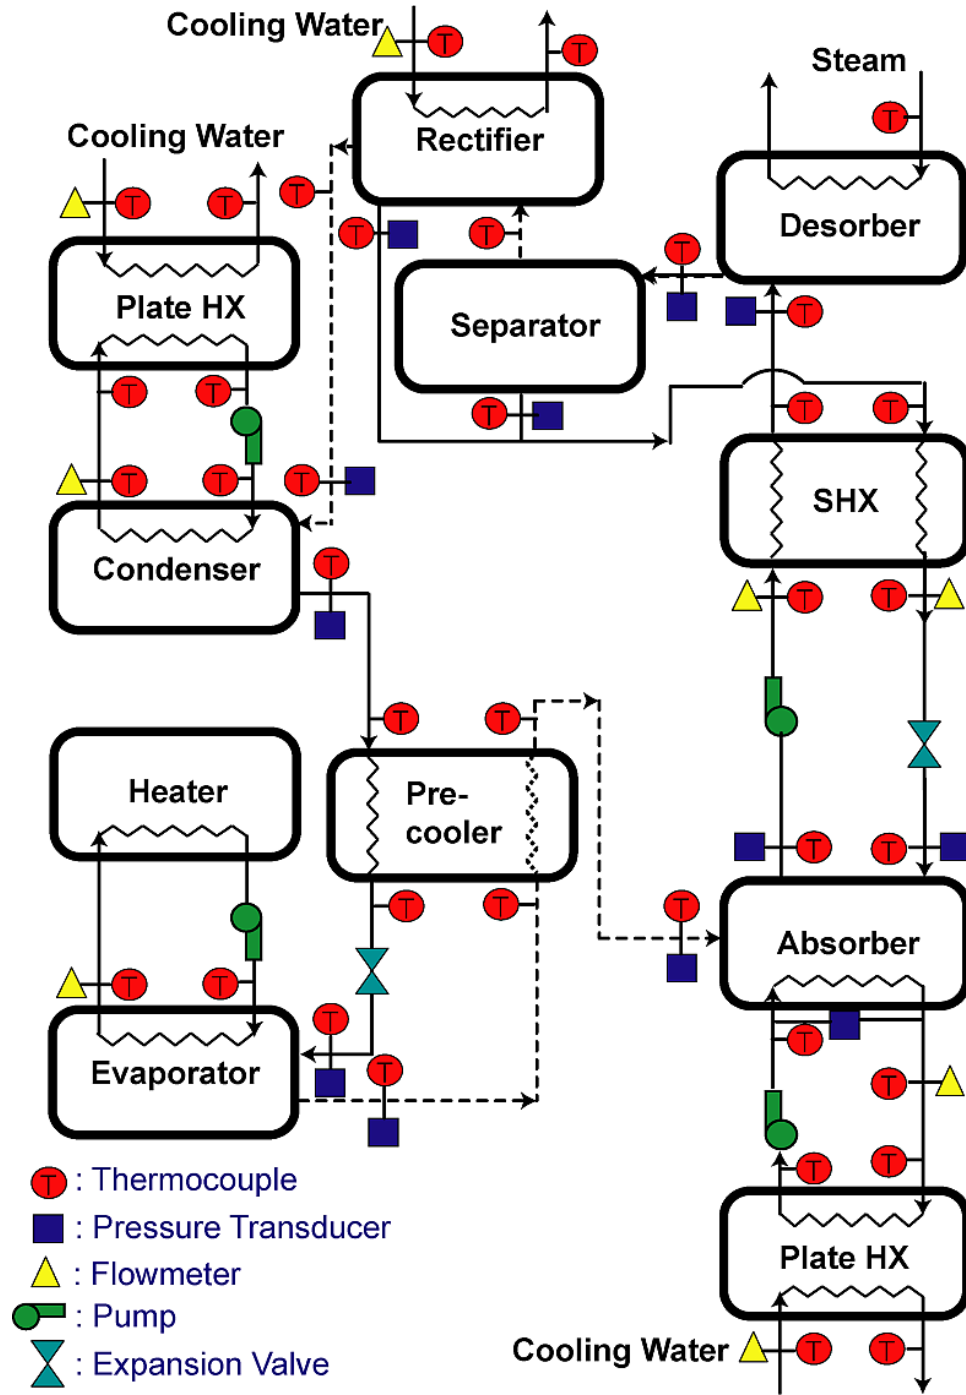 Cooling Water
T
T
Steam
T
Rectifier
Cooling Water
T
T
T
T
T
Desorber
T
Plate HX
Separator
T
T
T
T
T
T
T
T
T
SHX
Condenser
T
T
T
T
T
Heater
Pre-
cooler
T
T
T
T
T
Absorber
T
T
T
T
T
Evaporator
T
T
T
T
T : Thermocouple
: Pressure Transducer
: Flowmeter
Plate HX
: Pump
Cooling Water
T
T
: Expansion Valve